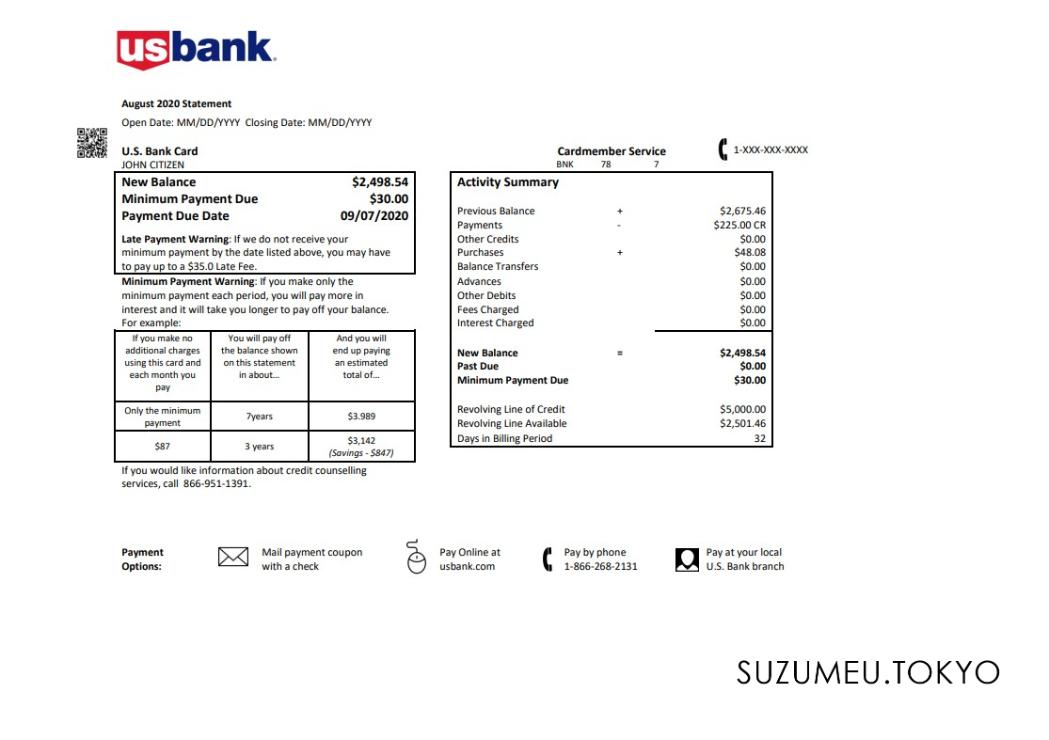 usbank.
August 2020 Statement
Open Date: MM/DD/YYYY Closing Date: MM/DD/YYYY
U.S. Bank Card
JOHN CITIZEN
Cardmember Service
1-XXX-XXX-XXXX
BNK 78 7
New Balance $2,498.54
Minimum Payment Due $30.00
Payment Due Date 09/07/2020
Late Payment Warning: If we do not receive your
minimum payment by the date listed above, you may have
to pay up to a $35.0 Late Fee.
Minimum Payment Warning: If you make only the
minimum payment each period, you will pay more in
interest and it will take you longer to pay off your balance.
For example:
If you make no
additional charges
using this card and
each month you
pay
You will pay off
the balance shown
on this statement
in about...
And you will
end up paying
an estimated
total of...
Only the minimum
payment
7years
$3.989
$87
3 years
$3,142
(Savings - $847)
If you would like information about credit counselling
services, call 866-951-1391.
Activity Summary
Previous Balance + $2,675.46
Payments - $225.00 CR
Other Credits $0.00
Purchases + $48.08
Balance Transfers $0.00
Advances $0.00
Other Debits $0.00
Fees Charged $0.00
Interest Charged $0.00
New Balance = $2,498.54
Past Due $0.00
Minimum Payment Due $30.00
Revolving Line of Credit $5,000.00
Revolving Line Available $2,501.46
Days in Billing Period 32
Payment
Options:
Mail payment coupon
with a check
Pay Online at
usbank.com
Pay by phone
1-866-268-2131
Pay at your local
U.S. Bank branch
SUZUMEU.TOKYO